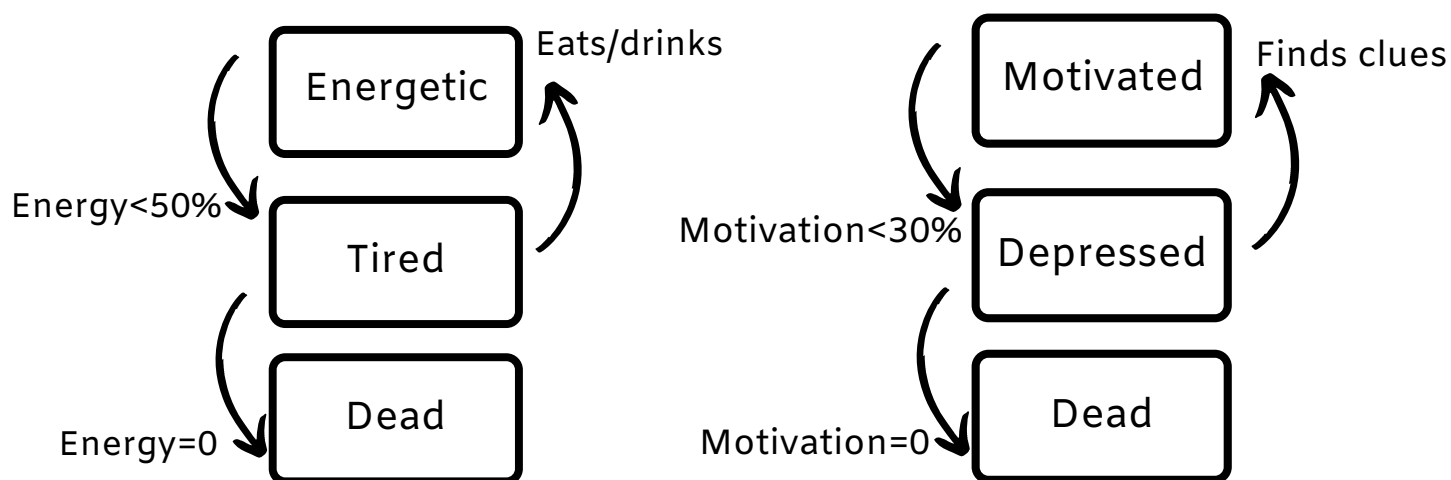 Energetic
Eats/drinks
Energy<50%
Tired
Energy=0
Dead
Motivated
Finds clues
Motivation<30%
Depressed
Motivation=0
Dead